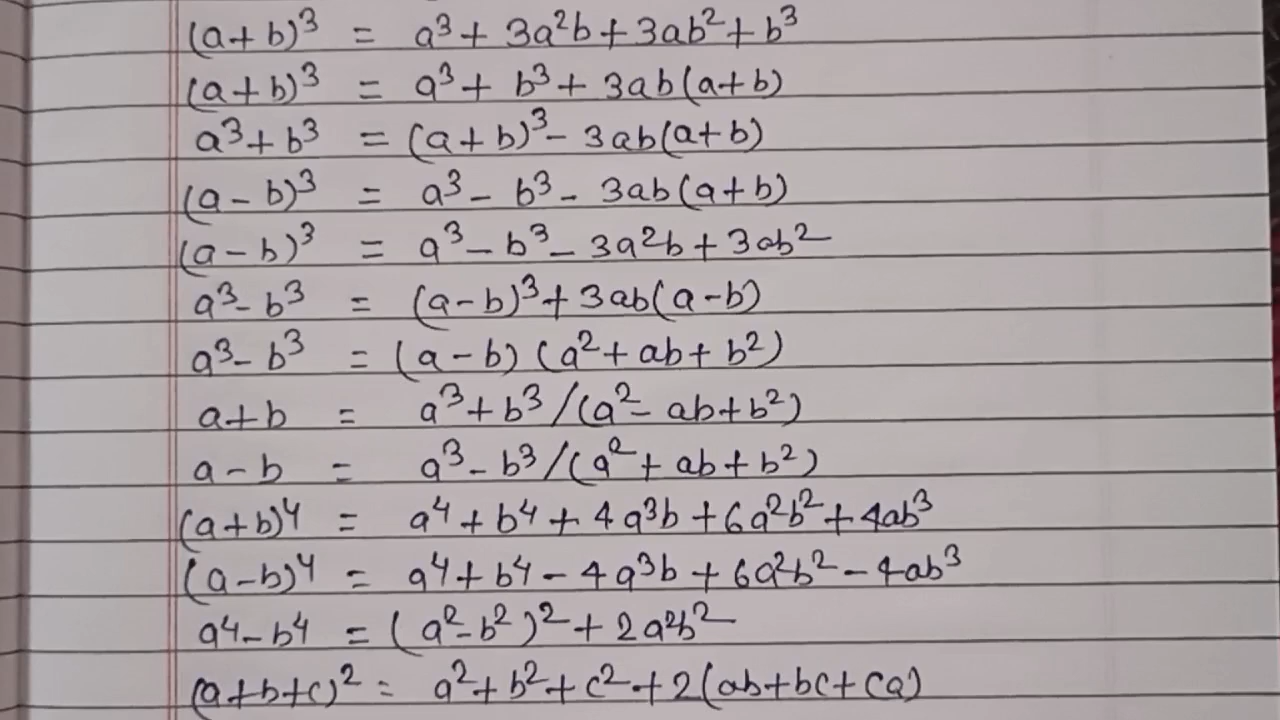 (a+b)³ = a³ + 3a²b + 3ab² + b³
(a+b)³ = a³ + b³ + 3ab(a+b)
a³ + b³ = (a+b)³ - 3ab(a+b)
(a-b)³ = a³ - b³ - 3ab(a+b)
(a-b)³ = a³ - b³ - 3a²b + 3ab²
a³ - b³ = (a-b)³ + 3ab(a-b)
a³ - b³ = (a-b) (a² + ab + b²)
a+b = a³ + b³ /(a² - ab + b²)
a-b = a³ - b³ /(a² + ab + b²)
(a+b)⁴ = a⁴ + b⁴ + 4a³b + 6a²b² + 4ab³
(a-b)⁴ = a⁴ + b⁴ - 4a³b + 6a²b² - 4ab³
a⁴ - b⁴ = (a² - b²)² + 2a²b²
(a+b+c)² = a² + b² + c² + 2(ab+bc+ca)